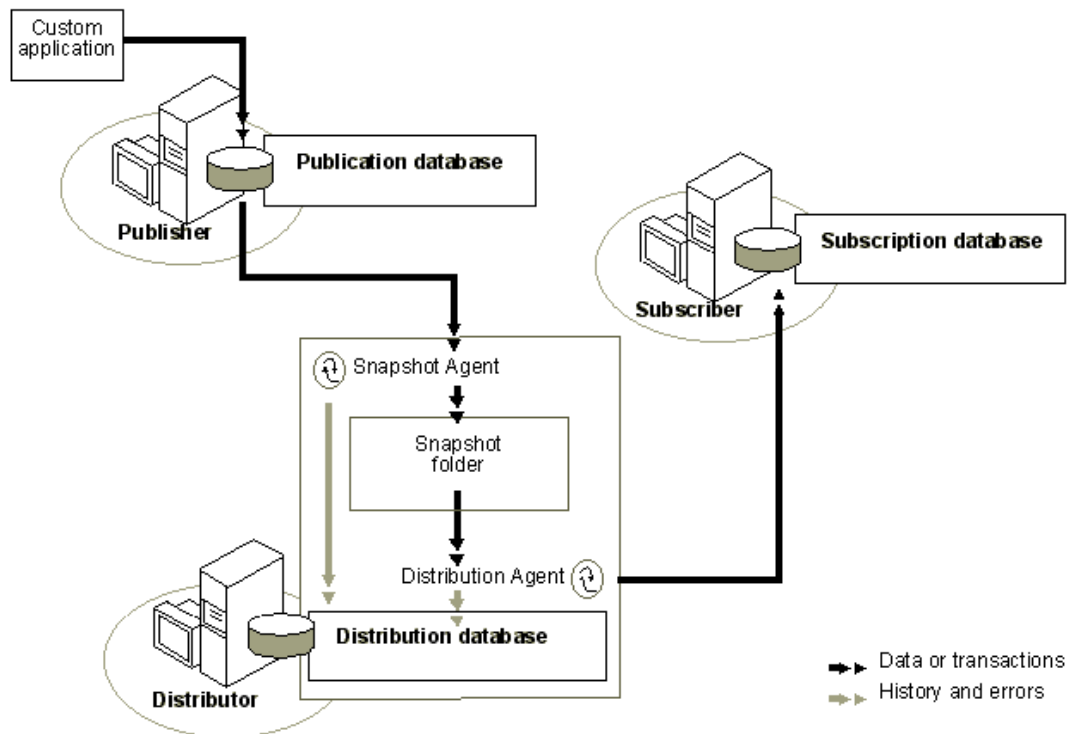 Custom
application
Publication database
Publisher
Subscription database
Subscriber
Snapshot Agent
Snapshot
folder
Distribution Agent
Distribution database
Distributor
Data or transactions
History and errors